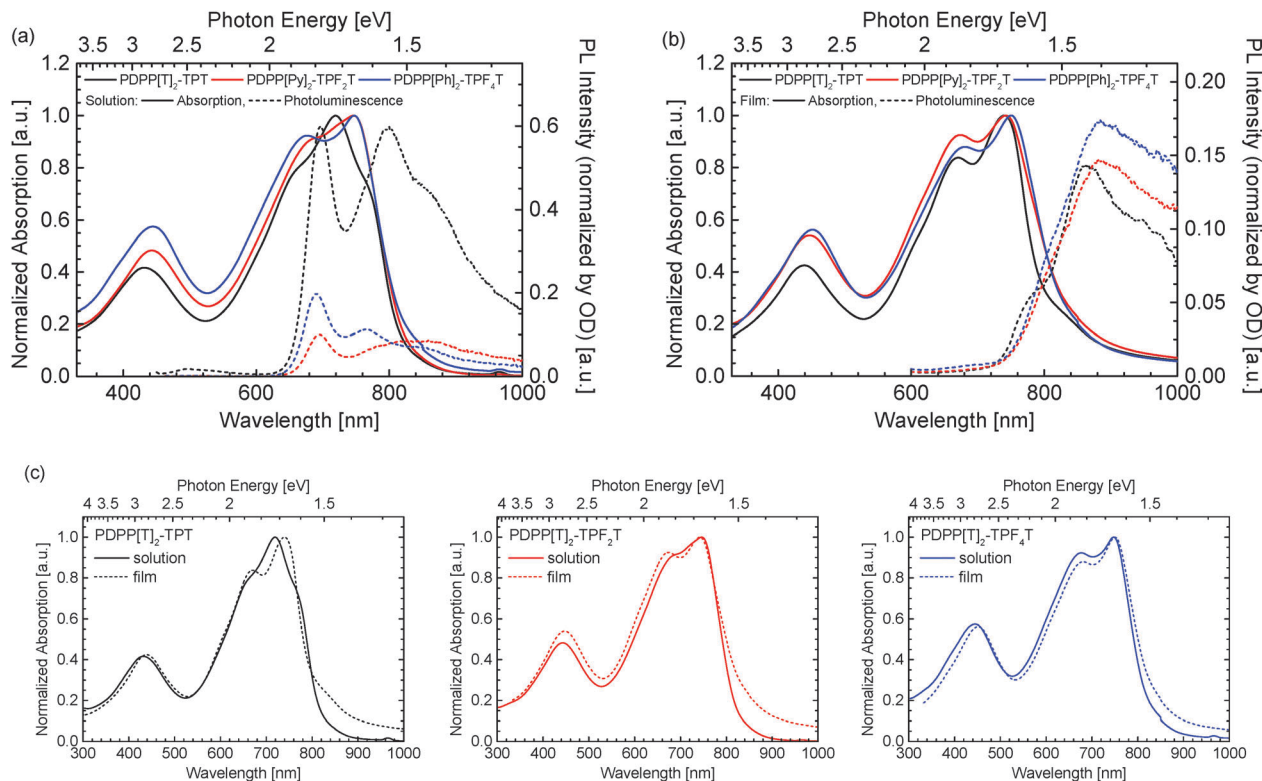 (a)
Photon Energy [eV]
3.5 3 2.5 2 1.5
PDPP[T]₂-TPT PDPP[Py]₂-TPF₂T PDPP[Ph]₂-TPF₄T
Solution: Absorption, Photoluminescence
Normalized Absorption [a.u.]
1.2
1.0
0.8
0.6
0.4
0.2
0.0
PL Intensity (normalized by OD) [a.u.]
0.6
0.4
0.2
0.0
400 600 800 1000
Wavelength [nm]
(b)
Photon Energy [eV]
3.5 3 2.5 2 1.5
PDPP[T]₂-TPT PDPP[Py]₂-TPF₂T PDPP[Ph]₂-TPF₄T
Film: Absorption, Photoluminescence
Normalized Absorption [a.u.]
1.2
1.0
0.8
0.6
0.4
0.2
0.0
PL Intensity (normalized by OD) [a.u.]
0.20
0.15
0.10
0.05
0.00
400 600 800 1000
Wavelength [nm]
(c)
Photon Energy [eV]
4 3.5 3 2.5 2 1.5
PDPP[T]₂-TPT
solution
film
Normalized Absorption [a.u.]
1.0
0.8
0.6
0.4
0.2
0.0
300 400 500 600 700 800 900 1000
Wavelength [nm]
Photon Energy [eV]
4 3.5 3 2.5 2 1.5
PDPP[T]₂-TPF₂T
solution
film
Normalized Absorption [a.u.]
1.0
0.8
0.6
0.4
0.2
0.0
300 400 500 600 700 800 900 1000
Wavelength [nm]
Photon Energy [eV]
4 3.5 3 2.5 2 1.5
PDPP[T]₂-TPF₄T
solution
film
Normalized Absorption [a.u.]
1.0
0.8
0.6
0.4
0.2
0.0
300 400 500 600 700 800 900 1000
Wavelength [nm]